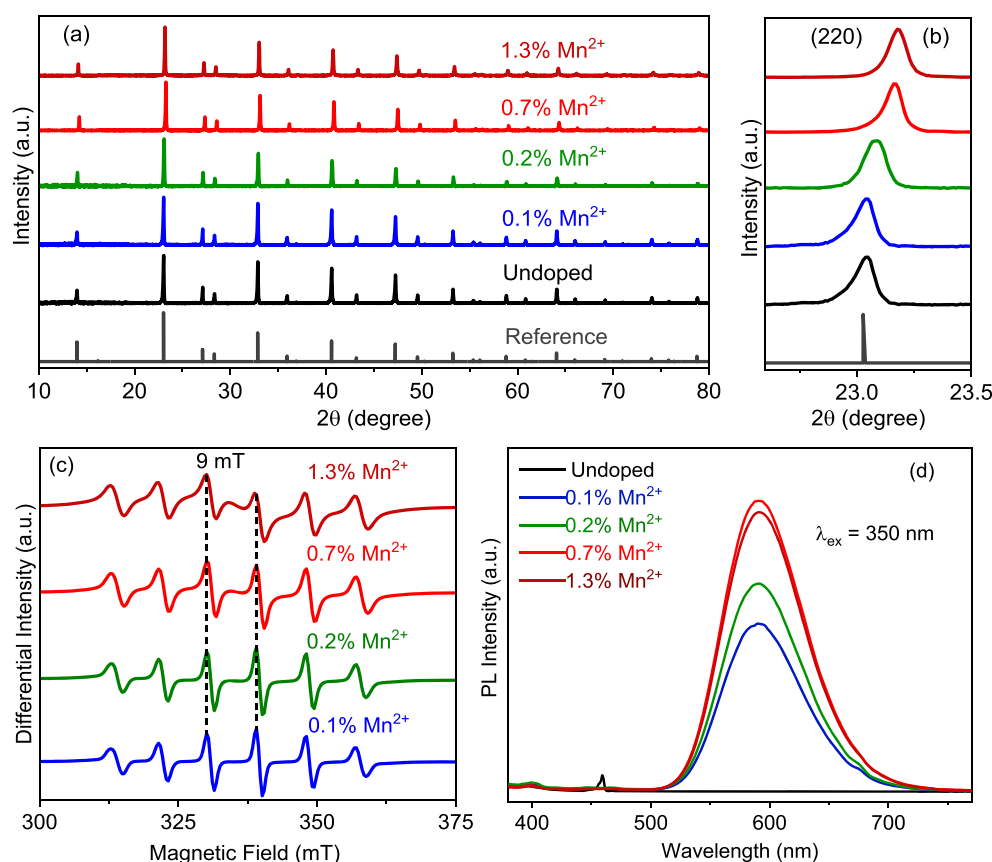 (a)
1.3% Mn²⁺
0.7% Mn²⁺
0.2% Mn²⁺
0.1% Mn²⁺
Undoped
Reference
Intensity (a.u.)
10 20 30 40 50 60 70 80
2θ (degree)
(220) (b)
Intensity (a.u.)
23.0 23.5
2θ (degree)
(c)
9 mT
1.3% Mn²⁺
0.7% Mn²⁺
0.2% Mn²⁺
0.1% Mn²⁺
Differential Intensity (a.u.)
300 325 350 375
Magnetic Field (mT)
(d)
Undoped
0.1% Mn²⁺
0.2% Mn²⁺
0.7% Mn²⁺
1.3% Mn²⁺
λex = 350 nm
PL Intensity (a.u.)
400 500 600 700
Wavelength (nm)